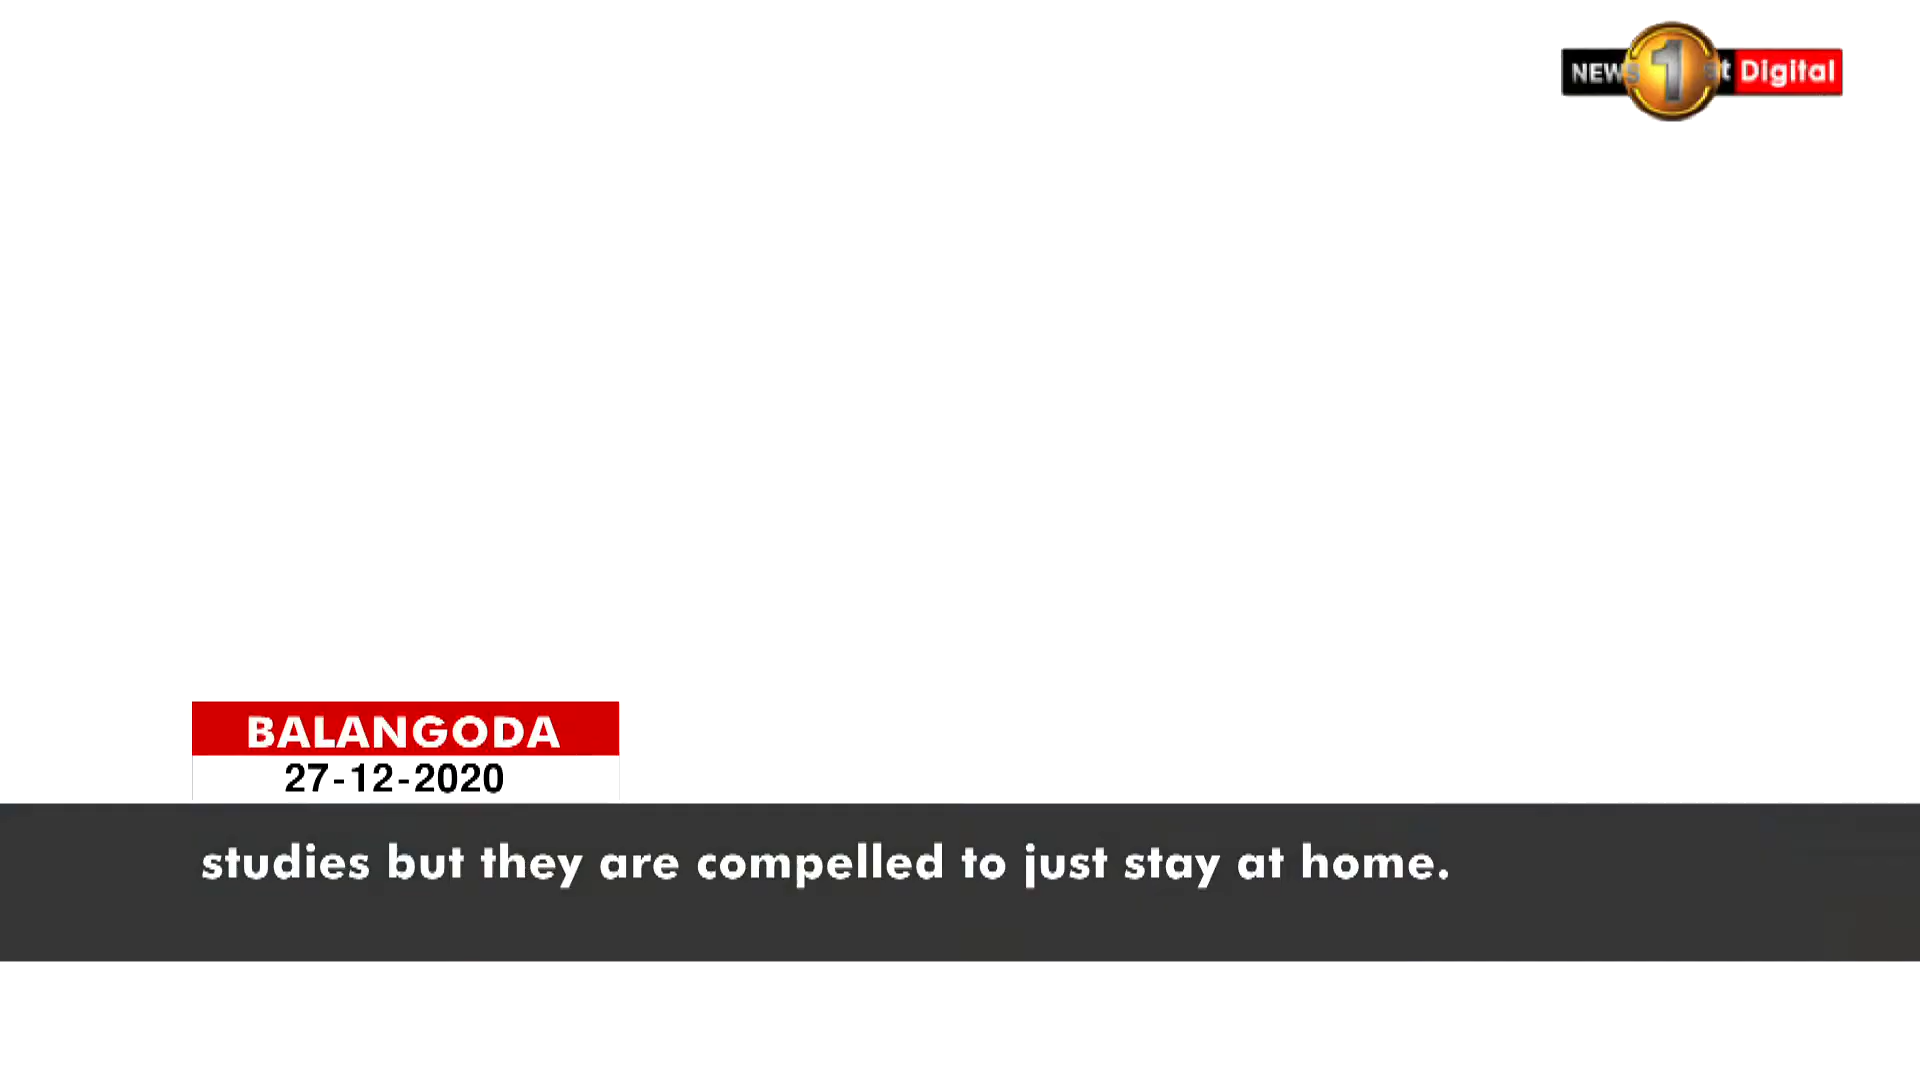 NEWS 1st Digital
BALANGODA
27-12-2020
studies but they are compelled to just stay at home.